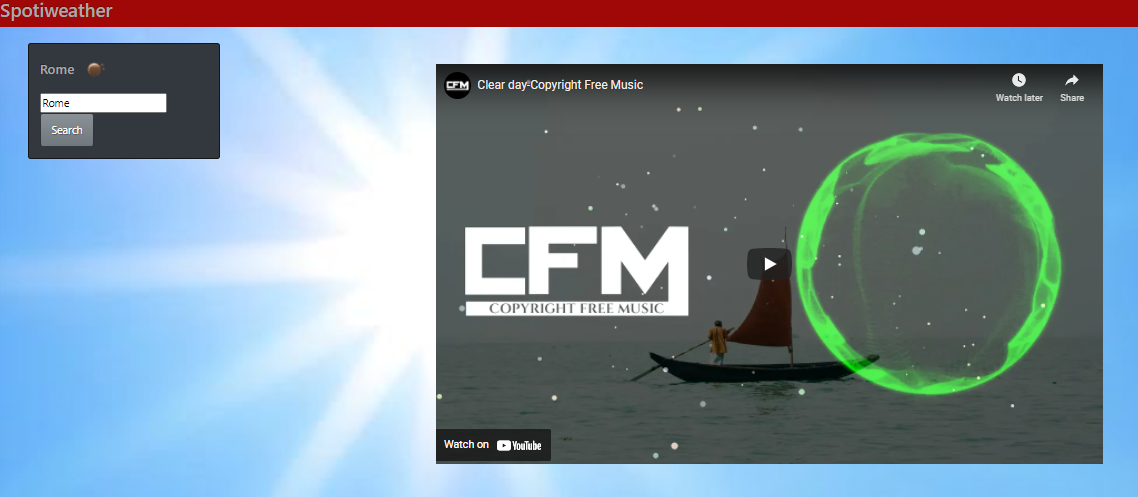 Spotiweather
Rome
Rome
Search
CFM
Clear day-Copyright Free Music
Watch later
Share
CFM
COPYRIGHT FREE MUSIC
Watch on YouTube